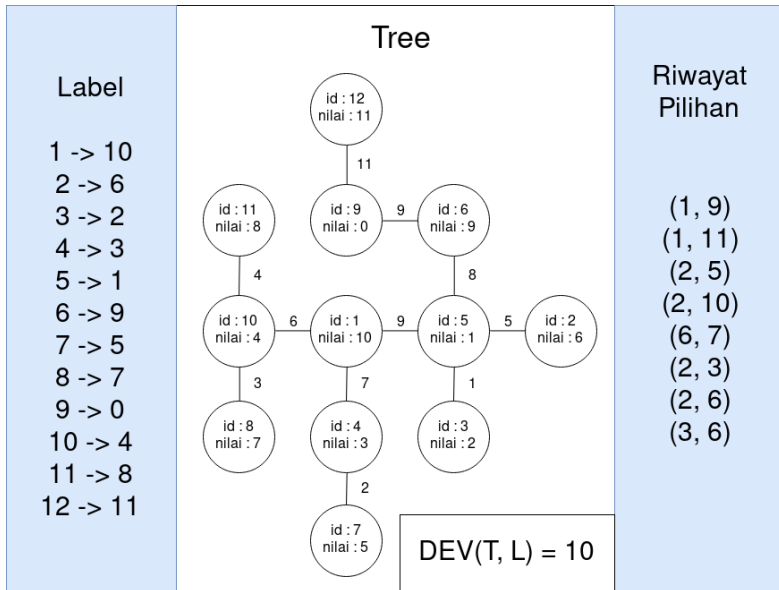 Label
1 -> 10
2 -> 6
3 -> 2
4 -> 3
5 -> 1
6 -> 9
7 -> 5
8 -> 7
9 -> 0
10 -> 4
11 -> 8
12 -> 11
Tree
id : 12
nilai : 11
11
id : 11
nilai : 8
id : 9
nilai : 0
9
id : 6
nilai : 9
4
8
id : 10
nilai : 4
6
id : 1
nilai : 10
9
id : 5
nilai : 1
5
id : 2
nilai : 6
3
7
1
id : 8
nilai : 7
id : 4
nilai : 3
id : 3
nilai : 2
2
id : 7
nilai : 5
DEV(T, L) = 10
Riwayat
Pilihan
(1, 9)
(1, 11)
(2, 5)
(2, 10)
(6, 7)
(2, 3)
(2, 6)
(3, 6)